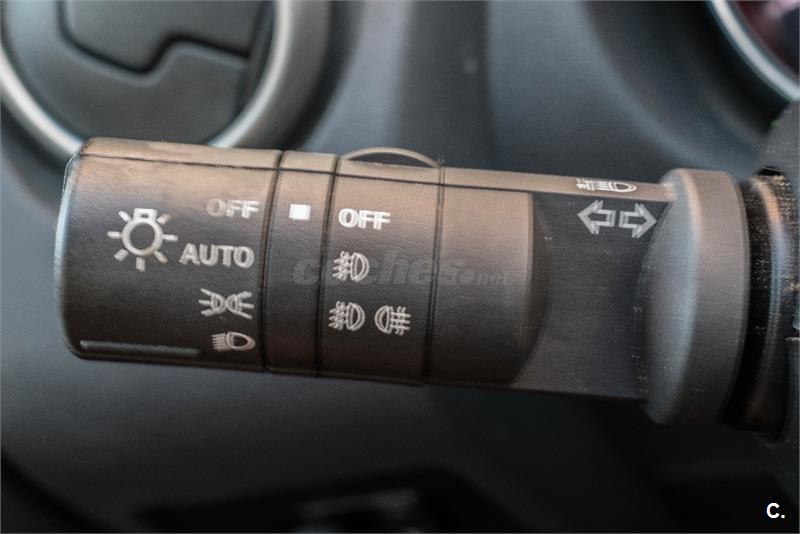 OFF OFF
AUTO
coches.net
C.